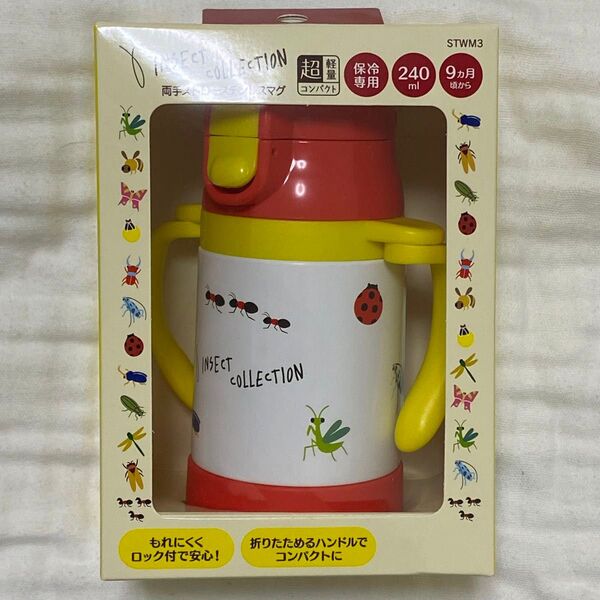 STWM3
INSECT COLLECTION
超軽量
コンパクト
保冷
専用
240
ml
9ヵ月
頃から
両手ストローステンレスマグ
INSECT
COLLECTION
もれにくく
ロック付で安心！
折りたためるハンドルで
コンパクトに